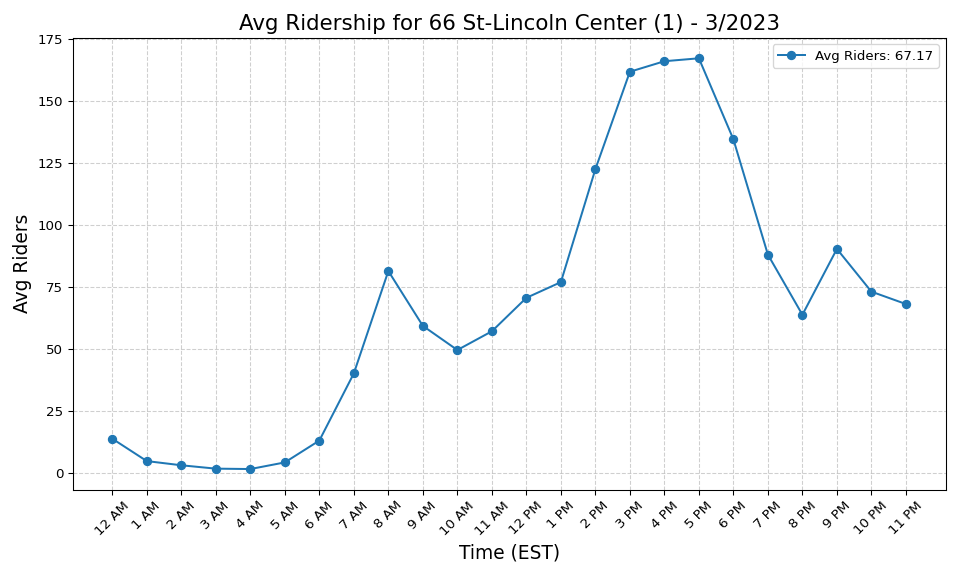 Avg Ridership for 66 St-Lincoln Center (1) - 3/2023
Avg Riders: 67.17
175
150
125
100
75
50
25
0
Avg Riders
12 AM
1 AM
2 AM
3 AM
4 AM
5 AM
6 AM
7 AM
8 AM
9 AM
10 AM
11 AM
12 PM
1 PM
2 PM
3 PM
4 PM
5 PM
6 PM
7 PM
8 PM
9 PM
10 PM
11 PM
Time (EST)